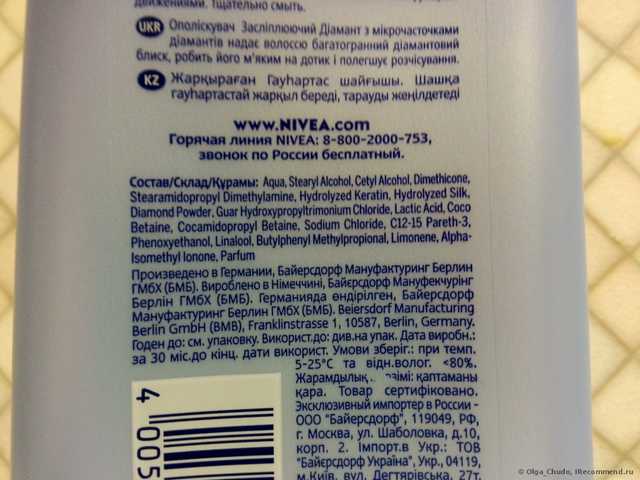 движениями. Тщательно смыть.
UKR Ополіскувач Засліплюючий Діамант з мікрочасточками
діамантів надає волоссю багатогранний діамантовий
блиск, робить його м'яким на дотик і полегшує розчісування.
KZ Жарқыраған Гауһартас шайғышы. Шашқа
гауһартастай жарқыл береді, тарауды жеңілдетеді
www.NIVEA.com
Горячая линия NIVEA: 8-800-2000-753,
звонок по России бесплатный.
Состав/Склад/Құрамы: Aqua, Stearyl Alcohol, Cetyl Alcohol, Dimethicone,
Stearamidopropyl Dimethylamine, Hydrolyzed Keratin, Hydrolyzed Silk,
Diamond Powder, Guar Hydroxypropyltrimonium Chloride, Lactic Acid, Coco
Betaine, Cocamidopropyl Betaine, Sodium Chloride, C12-15 Pareth-3,
Phenoxyethanol, Linalool, Butylphenyl Methylpropional, Limonene, Alpha-
Isomethyl Ionone, Parfum
Произведено в Германии, Байерсдорф Мануфактуринг Берлин
ГМбХ (БМБ). Вироблено в Німеччині, Байєрсдорф Мануфекчурінг
Берлін ГМбХ (БМБ). Германияда өндірілген, Байерсдорф
Мануфактуринг Берлин ГМбХ (БМБ). Beiersdorf Manufacturing
Berlin GmbH (BMB), Franklinstrasse 1, 10587, Berlin, Germany.
Годен до: см. упаковку. Використ.до: див.на упак. Дата виробн.:
за 30 міс.до кінц. дати використ. Умови зберіг.: при темп.
5-25°C та відн.волог. <80%.
Жарамдылық қаптаманы
қара. Товар сертифицировано.
Эксклюзивный импортер в России -
ООО "Байерсдорф", 119049, РФ,
г. Москва, ул. Шаболовка, д.10,
корп. 2. Імпорт.в Укр.: ТОВ
"Байєрсдорф Україна", Укр., 04119,
м.Київ, вул. Дегтярівська, 27т.
4 005
© Olga_Chudo, IRecommend.ru